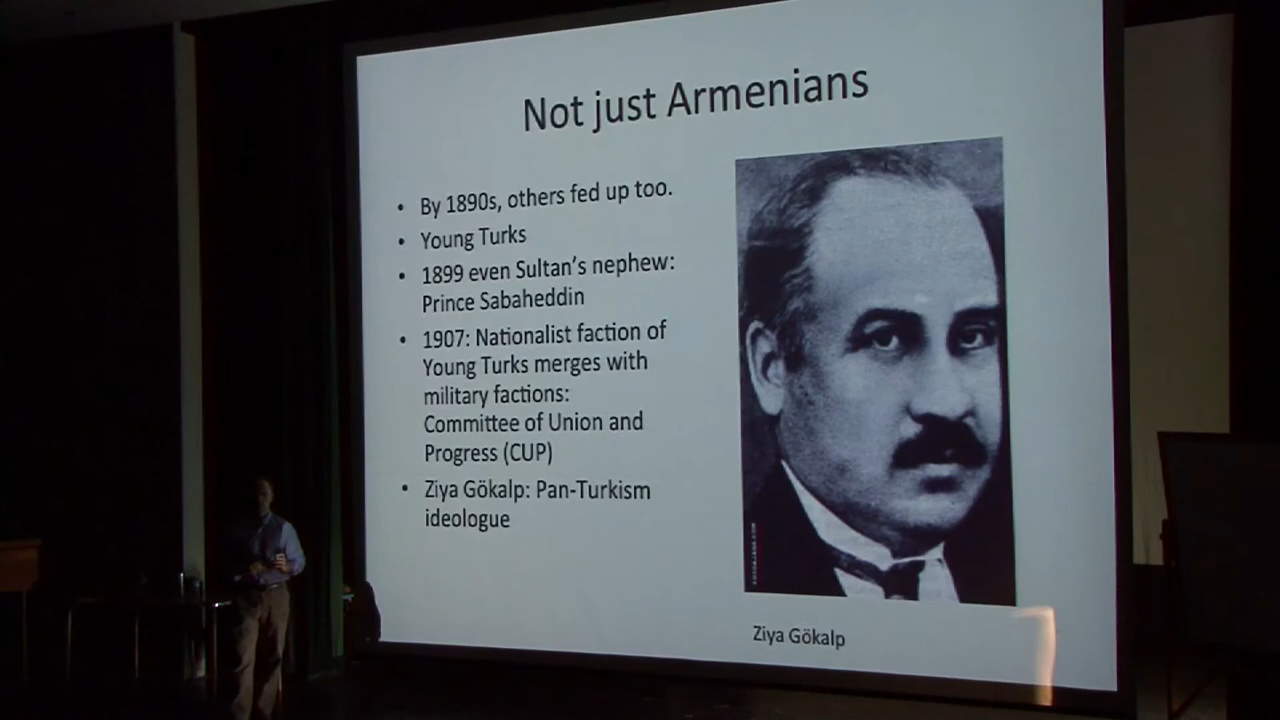 Not just Armenians
• By 1890s, others fed up too.
• Young Turks
• 1899 even Sultan's nephew:
Prince Sabaheddin
• 1907: Nationalist faction of
Young Turks merges with
military factions:
Committee of Union and
Progress (CUP)
• Ziya Gökalp: Pan-Turkism
ideologue
Ziya Gökalp